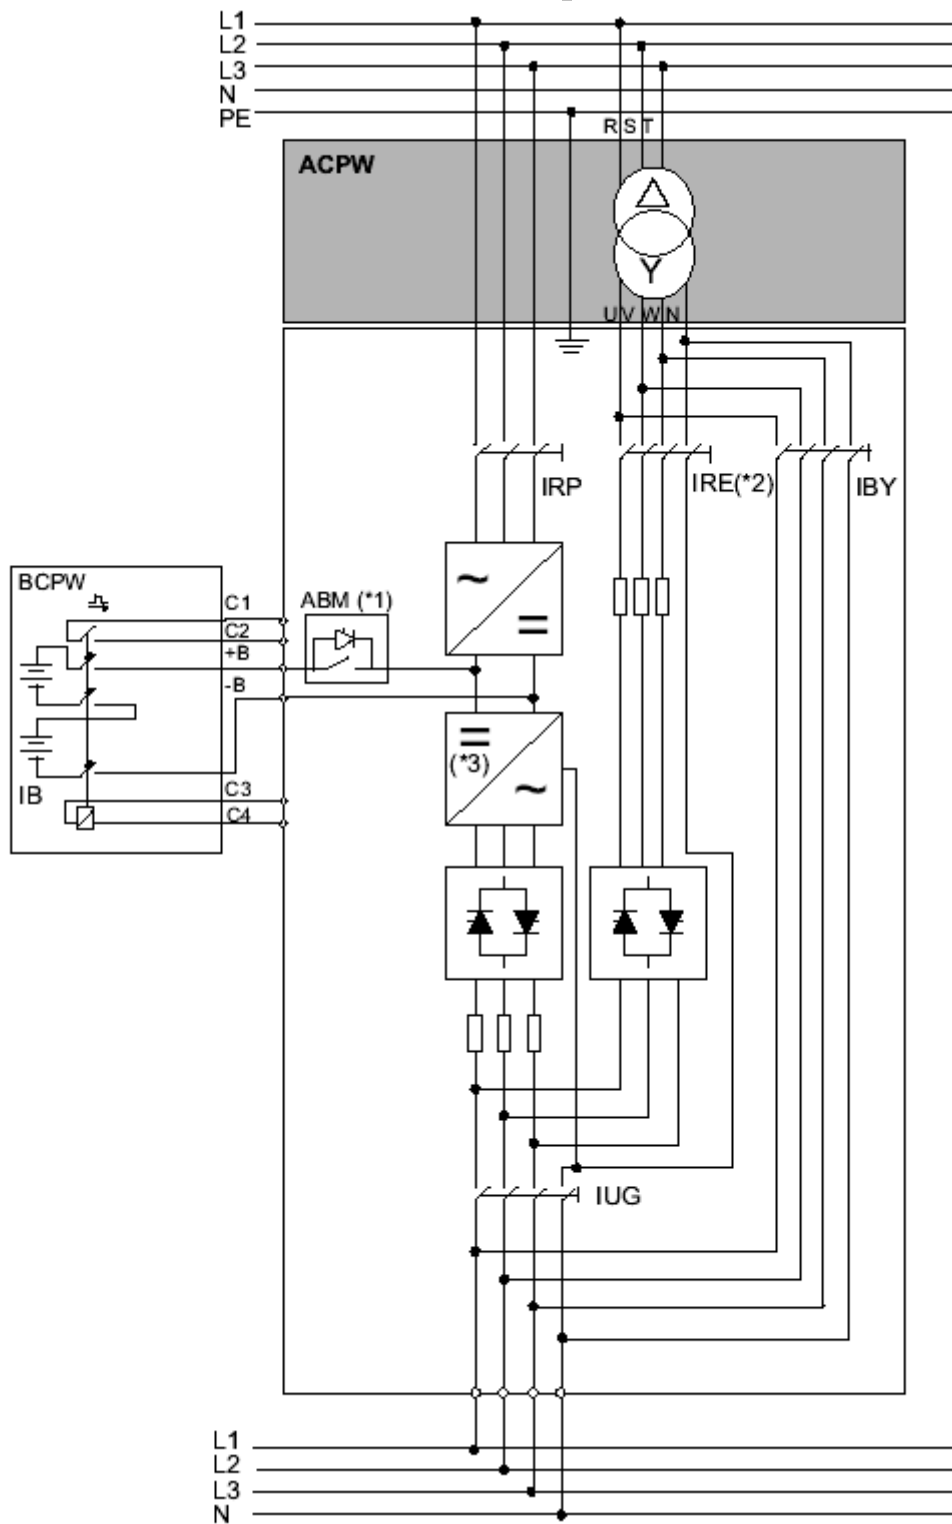 L1
L2
L3
N
PE
R S T
ACPW
Y
U V W N
IRP
IRE(*2)
IBY
BCPW
C1
ABM (*1)
C2
+B
-B
(*3)
IB
C3
C4
IUG
L1
L2
L3
N